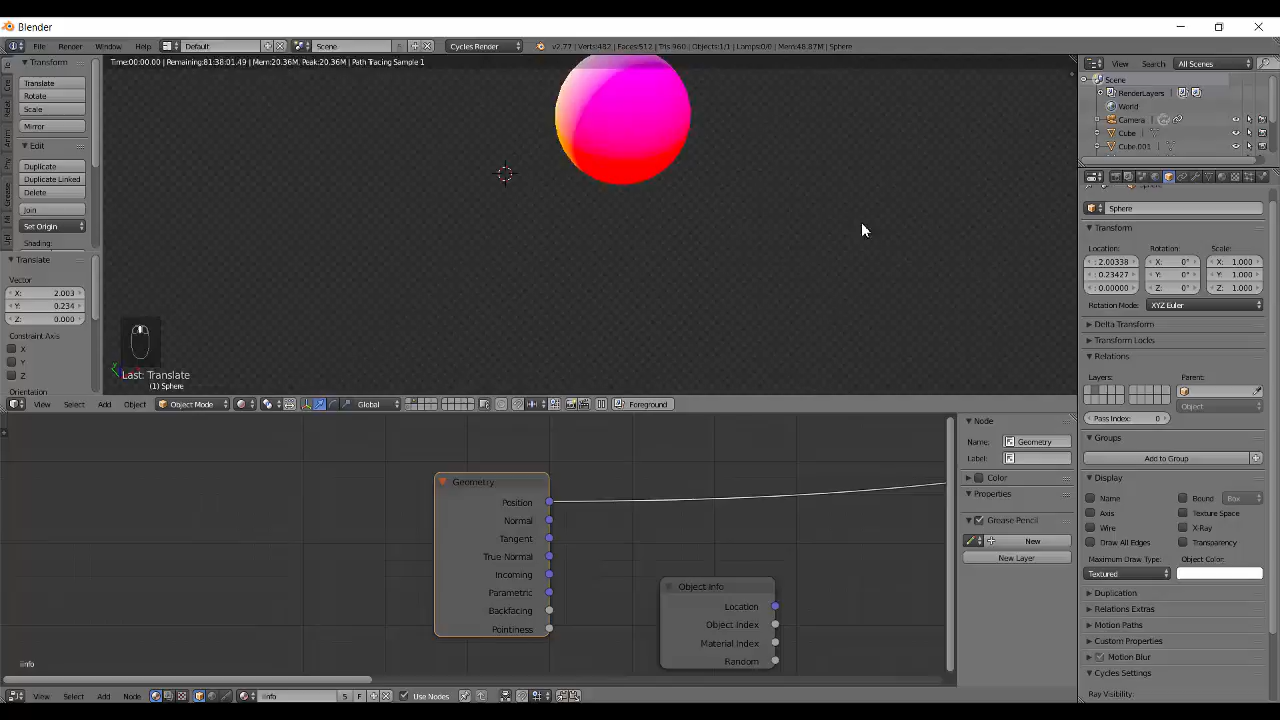 Blender
File
Render
Window
Help
Default
Scene
Cycles Render
v2.77 | Verts:482 | Faces:512 | Tris:960 | Objects:1/1 | Lamps:0/0 | Mem:48.87M | Sphere
Transform
Translate
Rotate
Scale
Mirror
Edit
Duplicate
Duplicate Linked
Delete
Join
Set Origin
Shading:
Translate
Vector
X: 2.003
Y: 0.234
Z: 0.000
Constraint Axis
X
Y
Z
Orientation
Time:00:00.00 | Remaining:81:38:01.49 | Mem:20.36M, Peak:20.36M | Path Tracing Sample 1
Last: Translate
(1) Sphere
View
Select
Add
Object
Object Mode
Global
Foreground
Geometry
Position
Normal
Tangent
True Normal
Incoming
Parametric
Backfacing
Pointiness
Object Info
Location
Object Index
Material Index
Random
iinfo
View
Select
Add
Node
iinfo
5
F
Use Nodes
Node
Name:
Geometry
Label:
Color
Properties
Grease Pencil
New
New Layer
View
Search
All Scenes
Scene
RenderLayers
World
Camera
Cube
Cube.001
Sphere
Sphere
Transform
Location: Rotation: Scale:
: 2.00338 X: 0° X: 1.000
: 0.23427 Y: 0° Y: 1.000
: 0.00000 Z: 0° Z: 1.000
Rotation Mode: XYZ Euler
Delta Transform
Transform Locks
Relations
Layers: Parent:
Object
Pass Index: 0
Groups
Add to Group
Display
Name
Bound
Box
Axis
Texture Space
Wire
X-Ray
Draw All Edges
Transparency
Maximum Draw Type: Object Color:
Textured
Duplication
Relations Extras
Motion Paths
Custom Properties
Motion Blur
Cycles Settings
Ray Visibility: